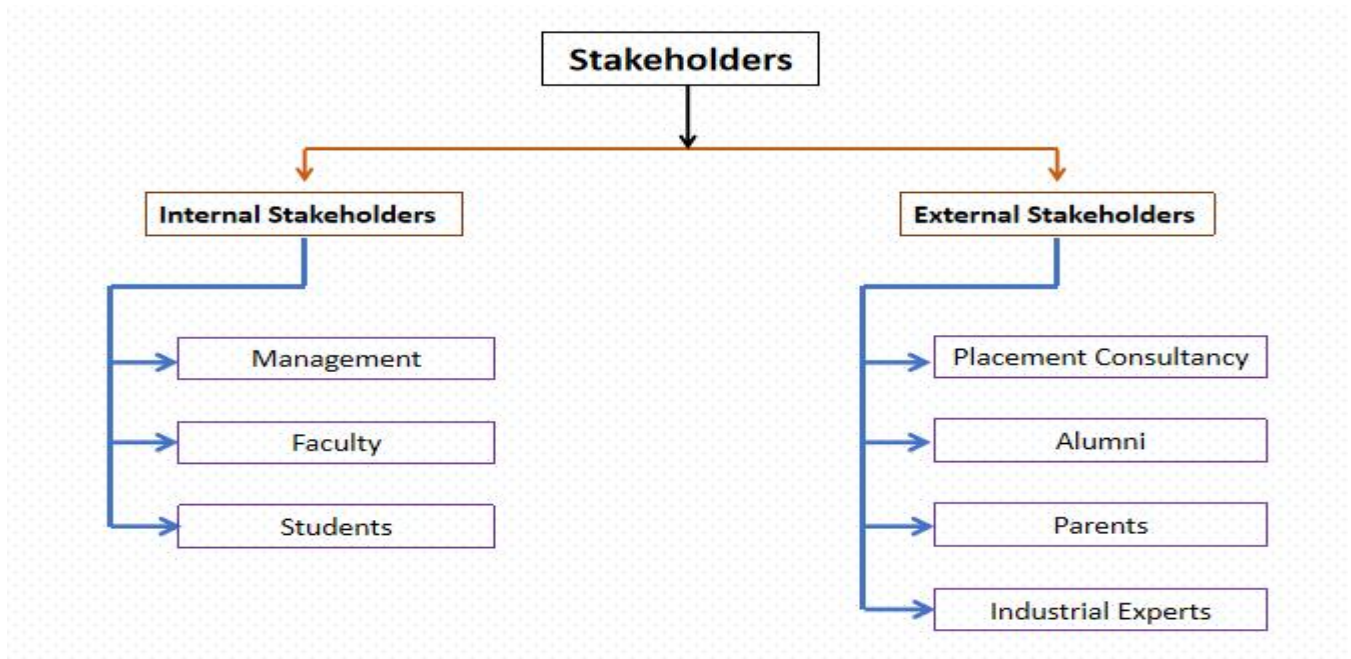 Stakeholders
Internal Stakeholders
External Stakeholders
Management
Faculty
Students
Placement Consultancy
Alumni
Parents
Industrial Experts